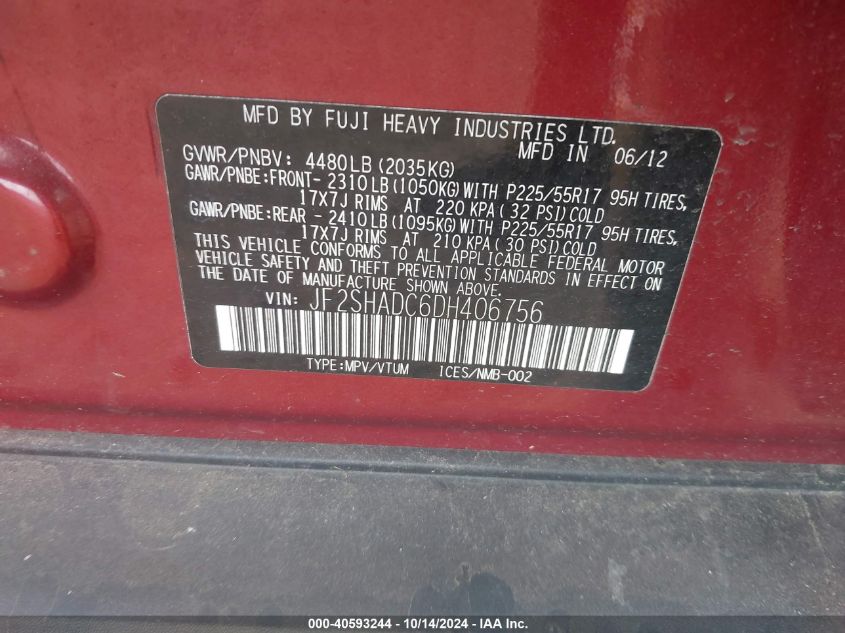 MFD BY FUJI HEAVY INDUSTRIES LTD.
MFD IN 06/12
GVWR/PNBV: 4480LB (2035KG)
GAWR/PNBE:FRONT- 2310LB (1050KG) WITH P225/55R17 95H TIRES,
17X7J RIMS AT 220 KPA (32 PSI) COLD
GAWR/PNBE:REAR - 2410LB (1095KG) WITH P225/55R17 95H TIRES,
17X7J RIMS AT 210 KPA (30 PSI) COLD
THIS VEHICLE CONFORMS TO ALL APPLICABLE FEDERAL MOTOR
VEHICLE SAFETY AND THEFT PREVENTION STANDARDS IN EFFECT ON
THE DATE OF MANUFACTURE SHOWN ABOVE.
VIN: JF2SHADC6DH406756
TYPE:MPV/VTUM ICES/NMB-002
000-40593244 - 10/14/2024 - IAA Inc.